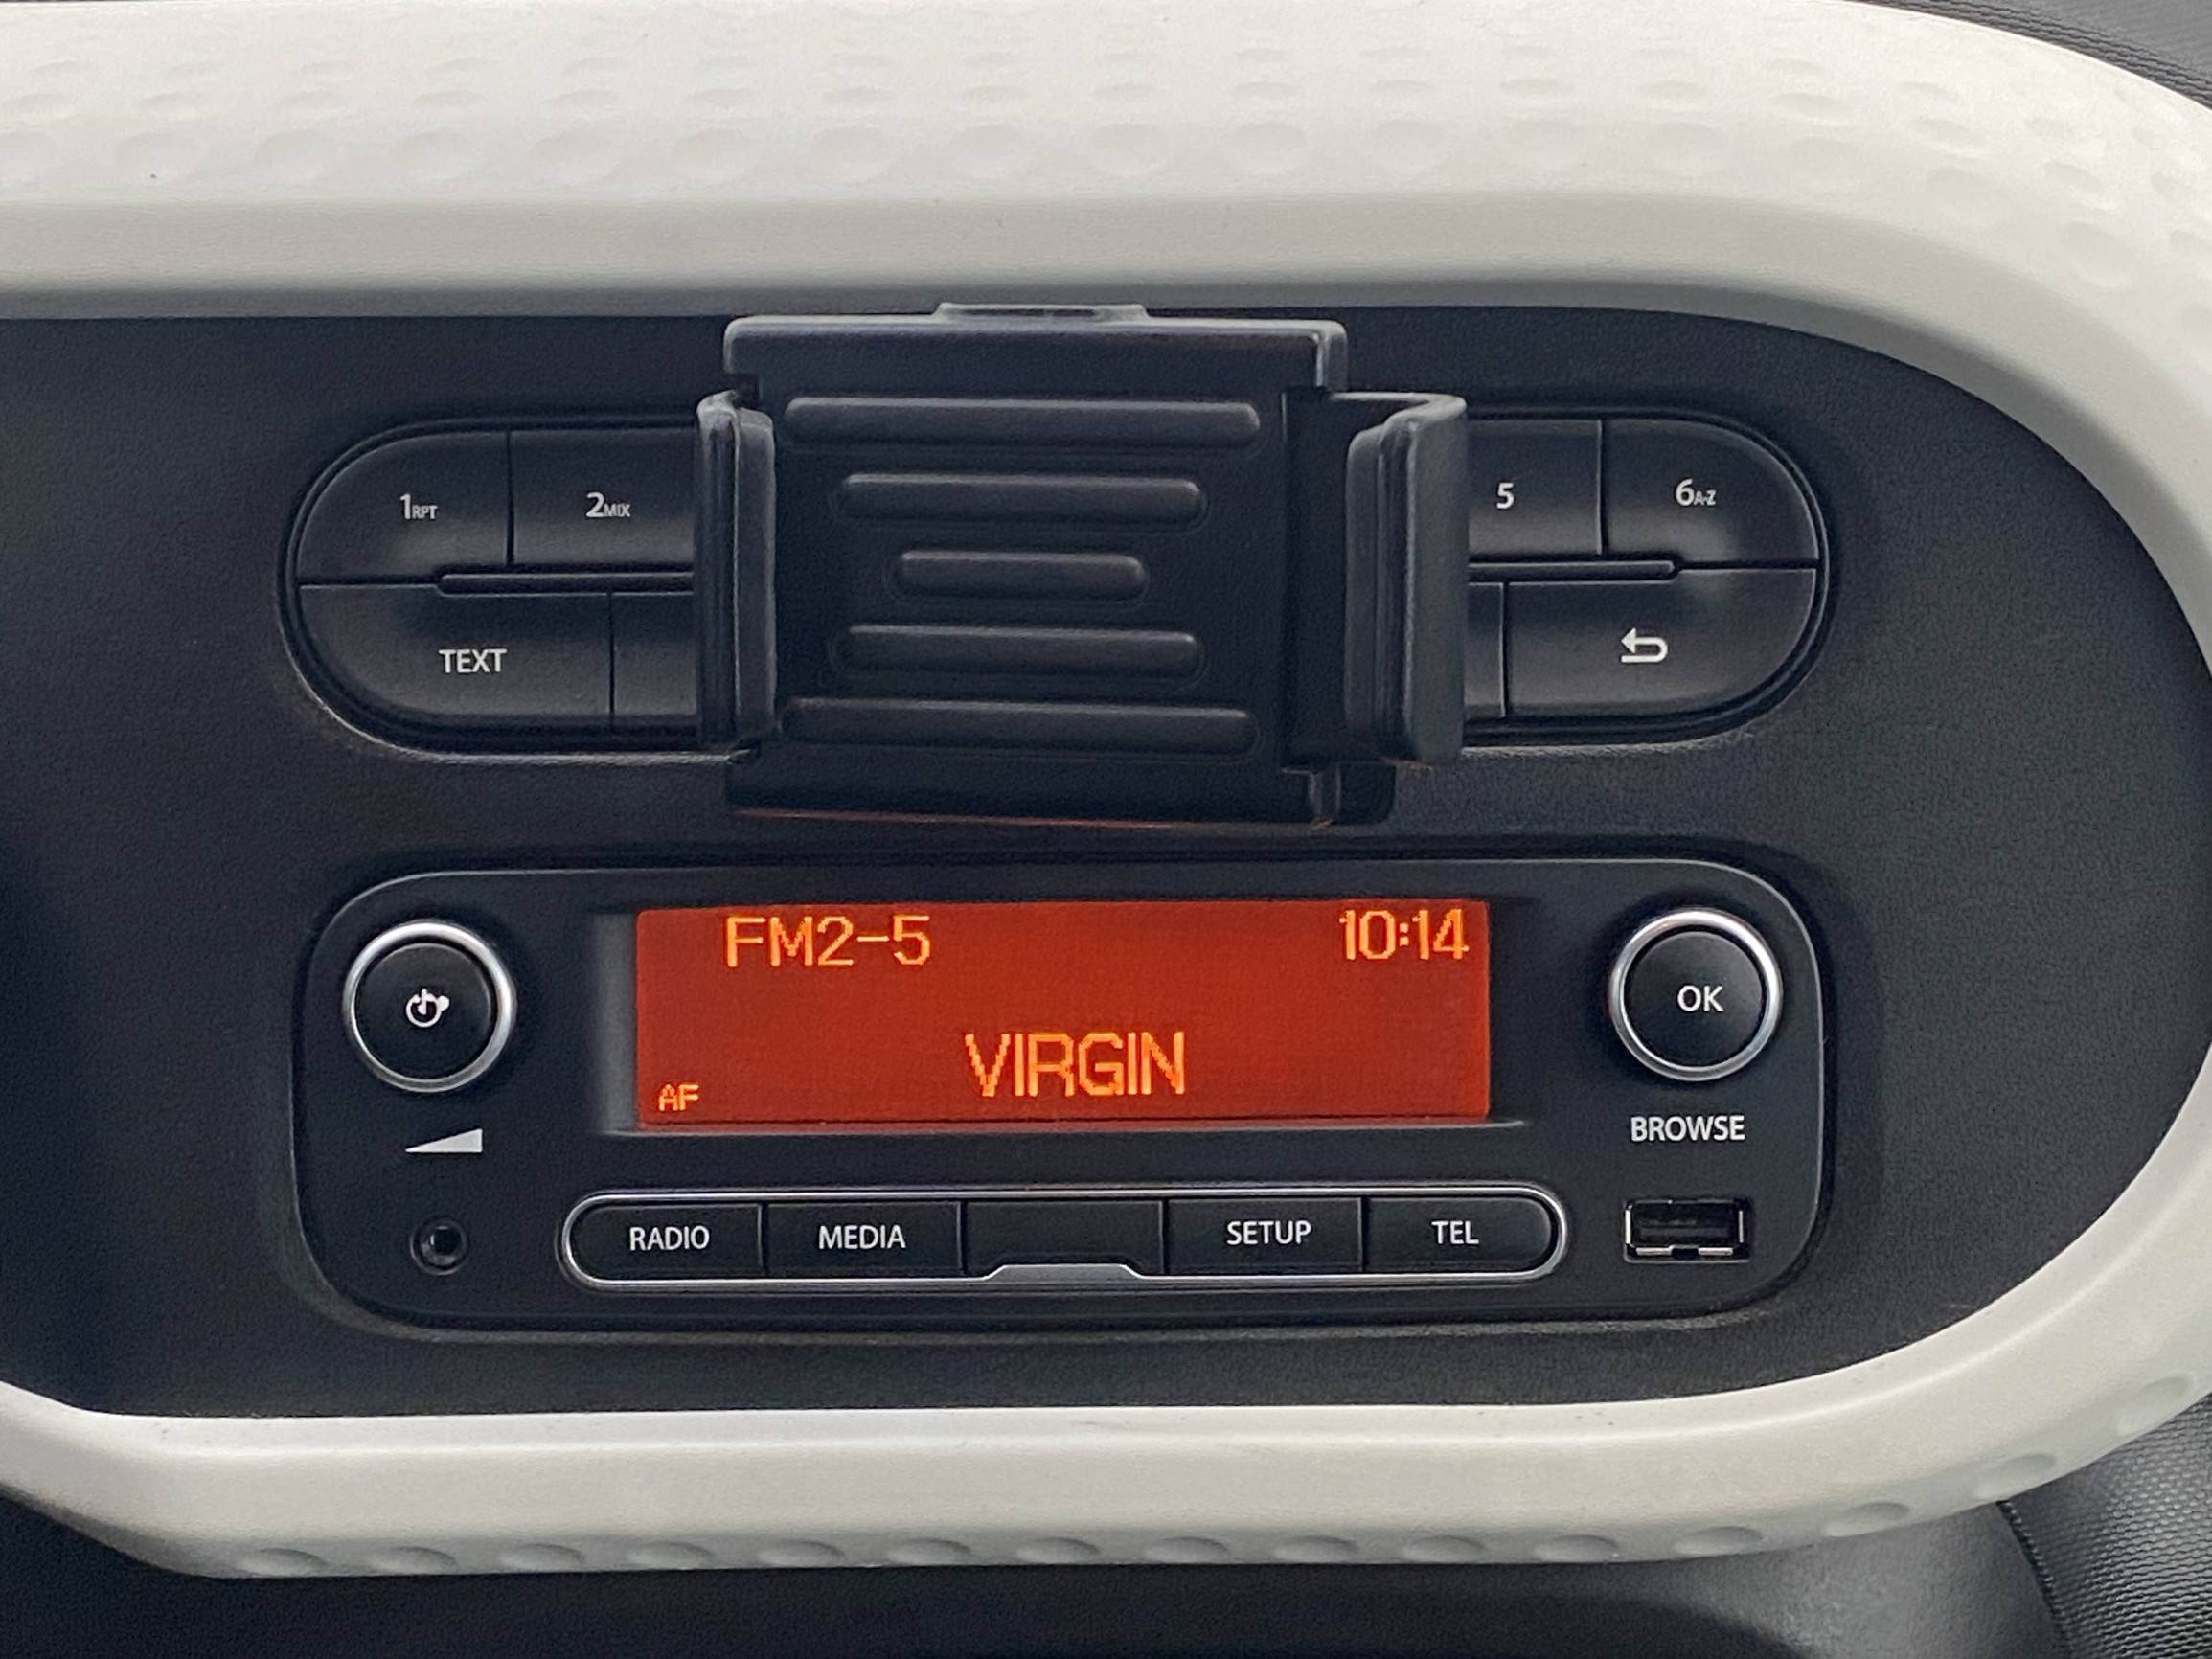 1RPT 2MIX 5 6A-Z
TEXT
FM2-5 10:14
VIRGIN
AF
OK
BROWSE
RADIO MEDIA SETUP TEL